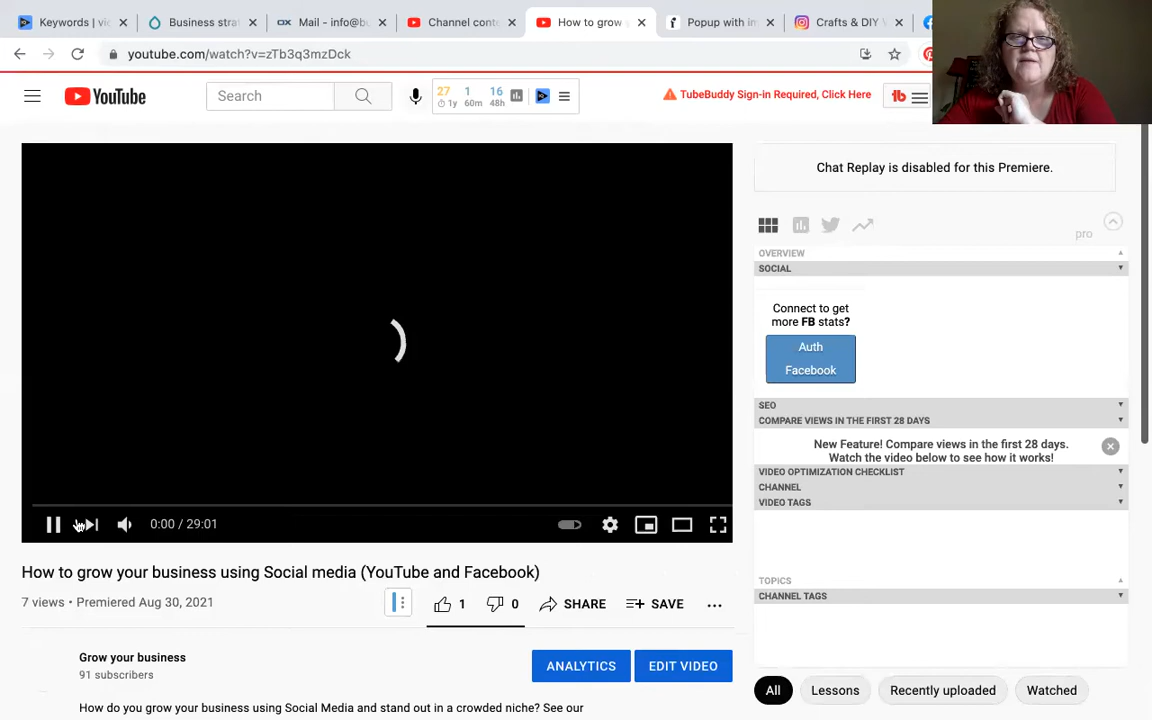 Keywords | vi
Business strat
OX Mail - info@bu
Channel conte
How to grow y
Popup with im
Crafts & DIY V
youtube.com/watch?v=zTb3q3mzDck
YouTube
Search
27 1 16
1y 60m 48h
TubeBuddy Sign-in Required, Click Here
tb
Chat Replay is disabled for this Premiere.
pro
OVERVIEW
SOCIAL
Connect to get
more FB stats?
Auth
Facebook
SEO
COMPARE VIEWS IN THE FIRST 28 DAYS
New Feature! Compare views in the first 28 days.
Watch the video below to see how it works!
VIDEO OPTIMIZATION CHECKLIST
CHANNEL
VIDEO TAGS
TOPICS
CHANNEL TAGS
0:00 / 29:01
How to grow your business using Social media (YouTube and Facebook)
7 views • Premiered Aug 30, 2021
1 0 SHARE SAVE
Grow your business
91 subscribers
ANALYTICS EDIT VIDEO
All Lessons Recently uploaded Watched
How do you grow your business using Social Media and stand out in a crowded niche? See our